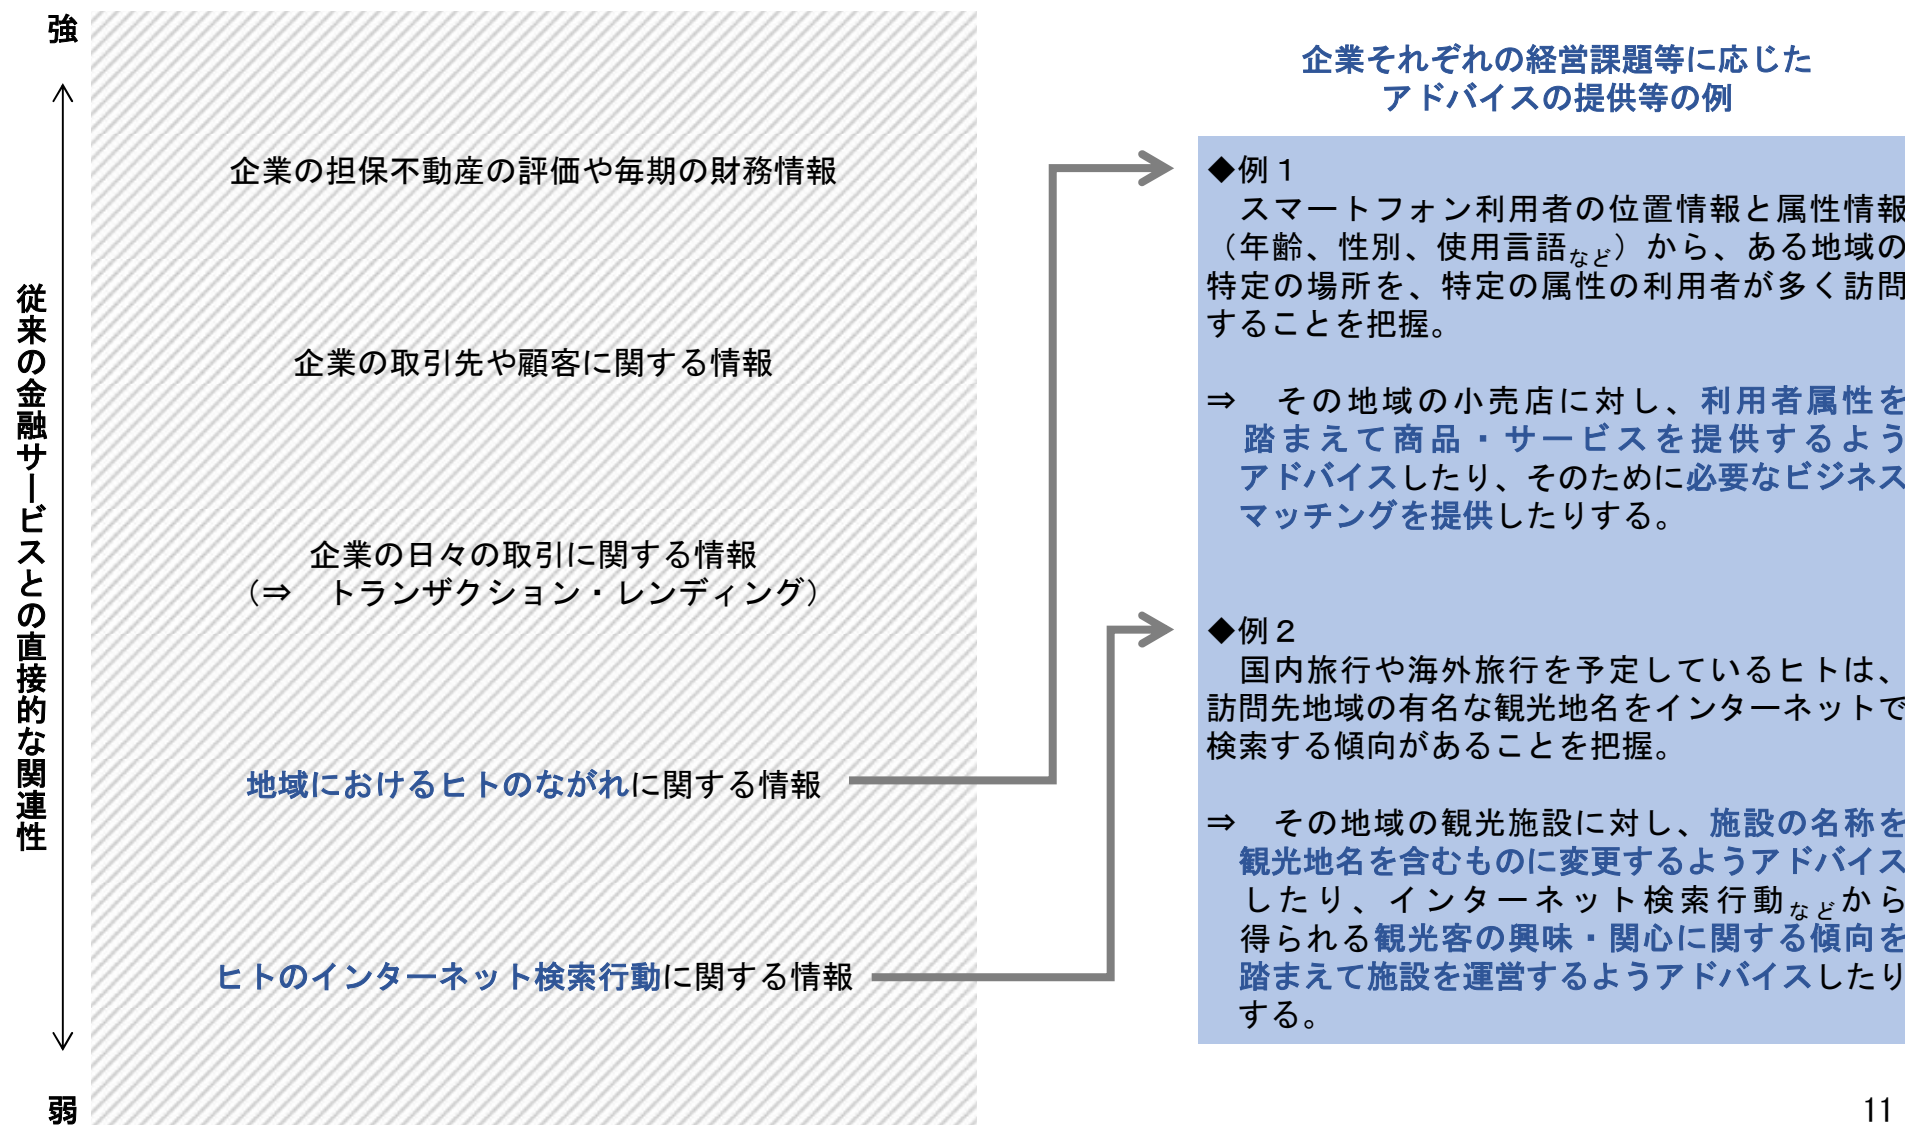 強
従来の金融サービスとの直接的な関連性
弱
企業の担保不動産の評価や毎期の財務情報
企業の取引先や顧客に関する情報
企業の日々の取引に関する情報
（⇒　トランザクション・レンディング）
地域におけるヒトのながれに関する情報
ヒトのインターネット検索行動に関する情報
企業それぞれの経営課題等に応じた
アドバイスの提供等の例
◆例１
　スマートフォン利用者の位置情報と属性情報
（年齢、性別、使用言語など）から、ある地域の
特定の場所を、特定の属性の利用者が多く訪問
することを把握。
⇒　その地域の小売店に対し、利用者属性を
踏まえて商品・サービスを提供するよう
アドバイスしたり、そのために必要なビジネス
マッチングを提供したりする。
◆例２
　国内旅行や海外旅行を予定しているヒトは、
訪問先地域の有名な観光地名をインターネットで
検索する傾向があることを把握。
⇒　その地域の観光施設に対し、施設の名称を
観光地名を含むものに変更するようアドバイス
したり、インターネット検索行動などから
得られる観光客の興味・関心に関する傾向を
踏まえて施設を運営するようアドバイスしたり
する。
11